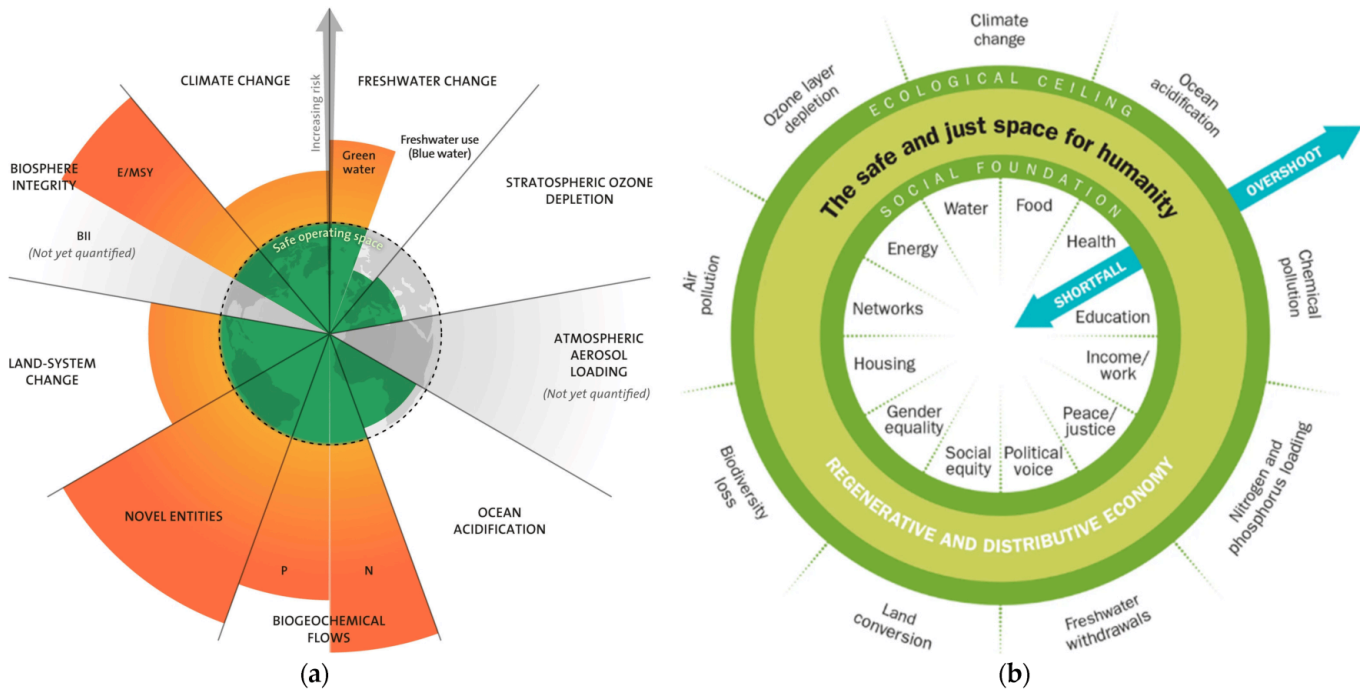 CLIMATE CHANGE
FRESHWATER CHANGE
Increasing risk
Freshwater use
(Blue water)
Green
water
BIOSPHERE
INTEGRITY
E/MSY
STRATOSPHERIC OZONE
DEPLETION
BII
(Not yet quantified)
Safe operating space
ATMOSPHERIC
AEROSOL
LOADING
(Not yet quantified)
LAND-SYSTEM
CHANGE
NOVEL ENTITIES
OCEAN
ACIDIFICATION
P
N
BIOGEOCHEMICAL
FLOWS
(a)
Climate
change
Ozone layer
depletion
Ocean
acidification
ECOLOGICAL CEILING
The safe and just space for humanity
SOCIAL FOUNDATION
OVERSHOOT
Water
Food
Energy
Health
SHORTFALL
Air
pollution
Chemical
pollution
Networks
Education
Housing
Income/
work
Gender
equality
Peace/
justice
Social
equity
Political
voice
REGENERATIVE AND DISTRIBUTIVE ECONOMY
Biodiversity
loss
Nitrogen and
phosphorus loading
Land
conversion
Freshwater
withdrawals
(b)